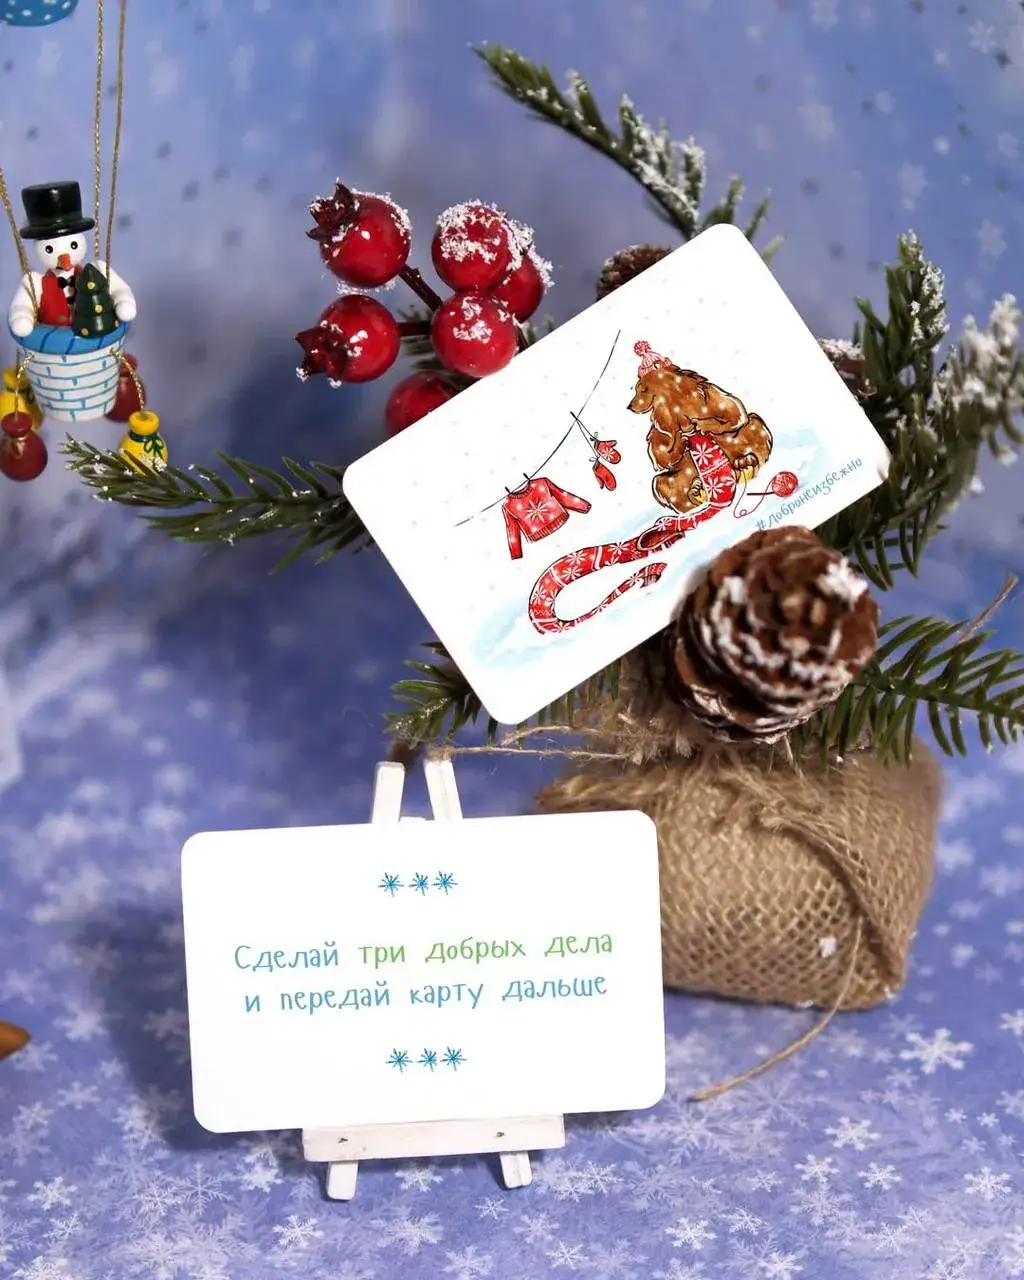 #добронеизбежно
***
Сделай три добрых дела
и передай карту дальше
***